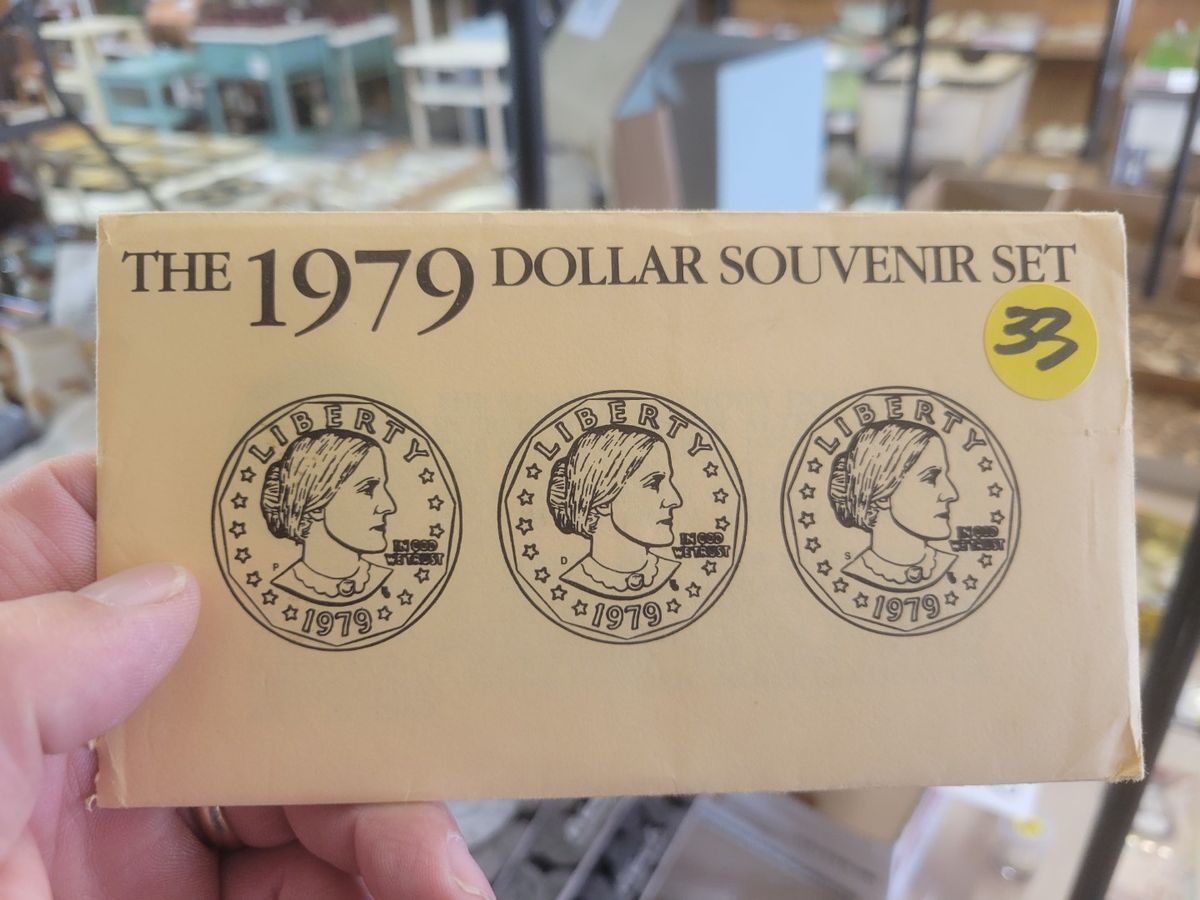 THE 1979 DOLLAR SOUVENIR SET
33
LIBERTY
IN GOD
WE TRUST
P
1979
LIBERTY
IN GOD
WE TRUST
D
1979
LIBERTY
IN GOD
WE TRUST
S
1979